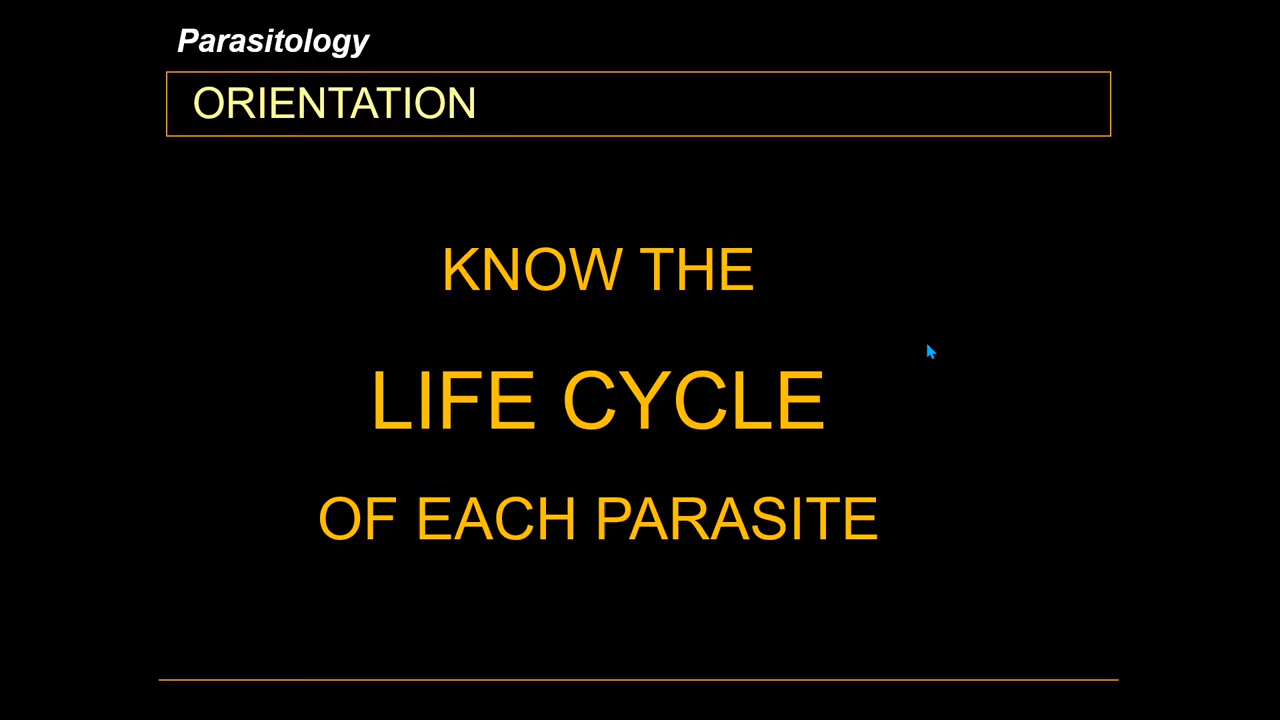 Parasitology
ORIENTATION
KNOW THE
LIFE CYCLE
OF EACH PARASITE